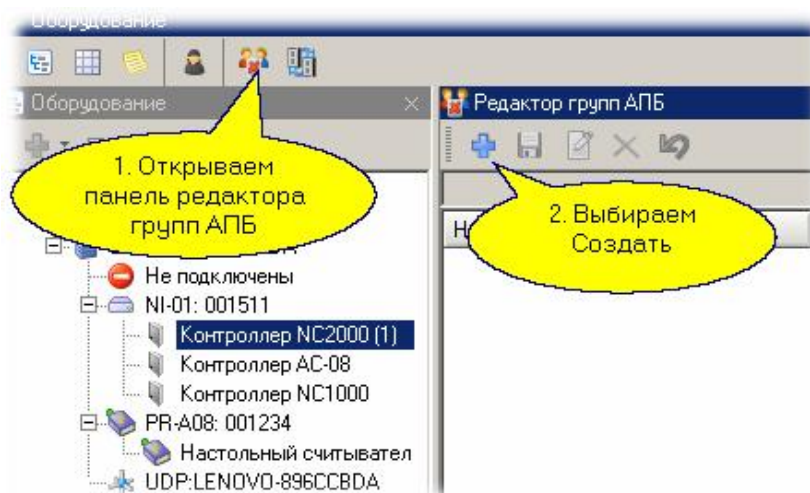 Оборудование
Оборудование
Редактор групп АПБ
1. Открываем
панель редактора
групп АПБ
2. Выбираем
Создать
Не подключены
NI-01: 001511
Контроллер NC2000 (1)
Контроллер AC-08
Контроллер NC1000
PR-A08: 001234
Настольный считывател
UDP:LENOVO-896CCBDA